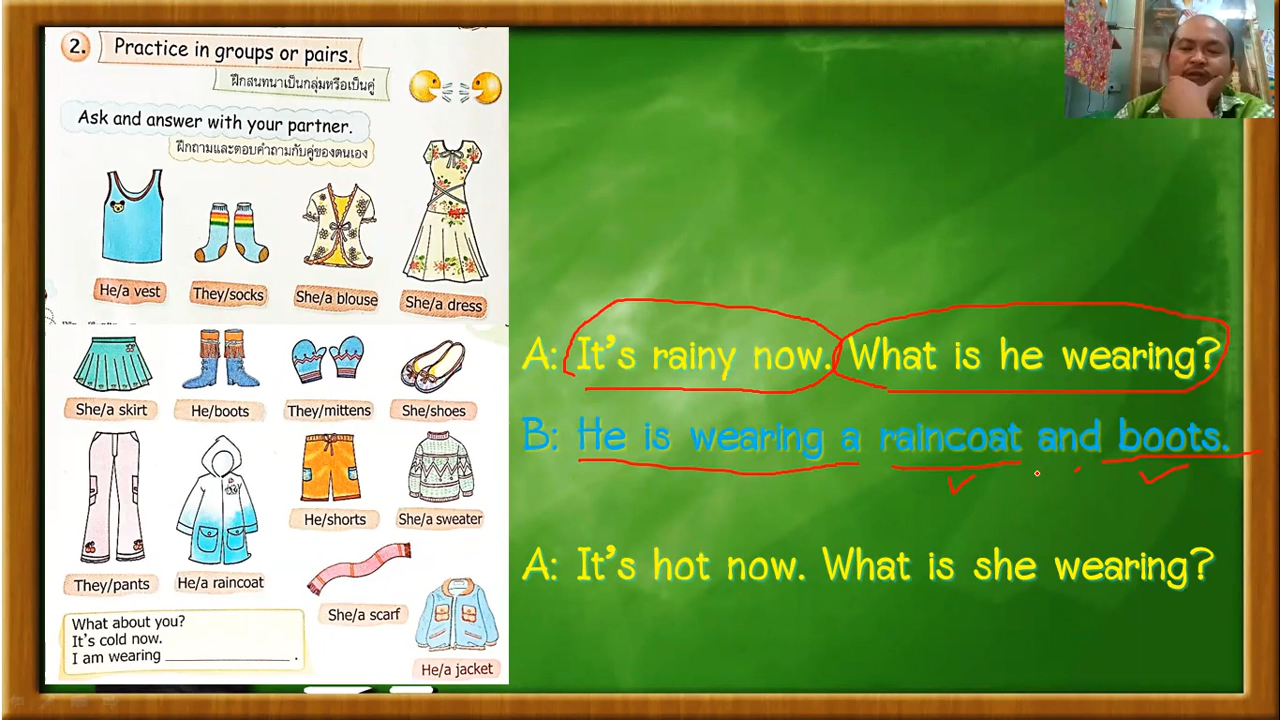 2. Practice in groups or pairs.
ฝึกสนทนาเป็นกลุ่มหรือเป็นคู่
Ask and answer with your partner.
ฝึกถามและตอบคำถามกับคู่ของตนเอง
He/a vest They/socks She/a blouse She/a dress
She/a skirt He/boots They/mittens She/shoes
He/shorts She/a sweater
They/pants He/a raincoat
She/a scarf
What about you?
It's cold now.
I am wearing ____________ .
He/a jacket
A: It's rainy now. What is he wearing?
B: He is wearing a raincoat and boots.
A: It's hot now. What is she wearing?